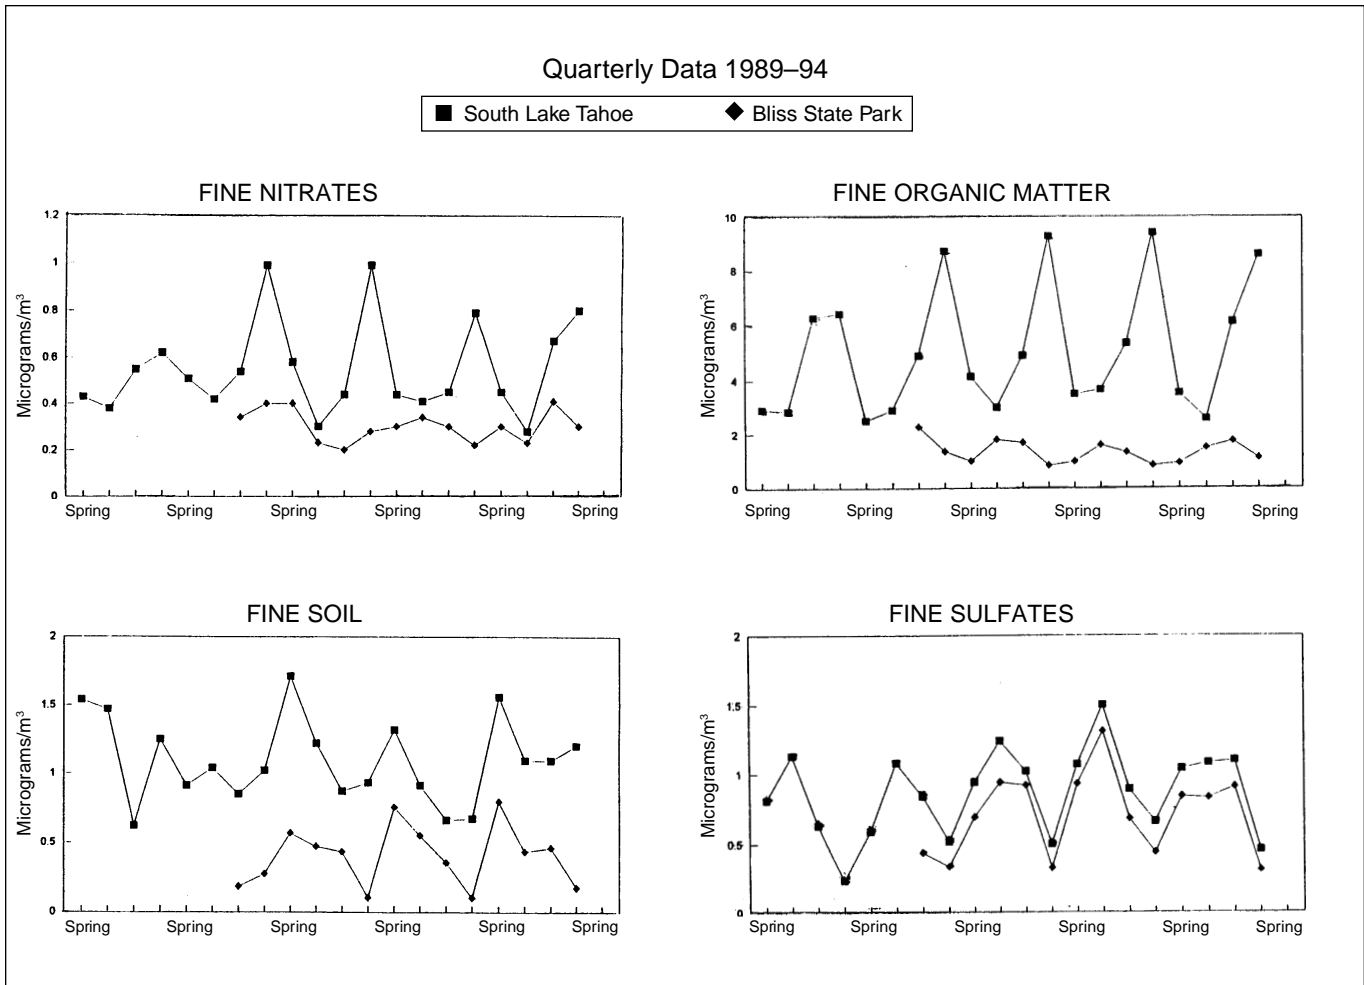 Quarterly Data 1989–94
South Lake Tahoe Bliss State Park
FINE NITRATES
Micrograms/m³
1.2
1
0.8
0.6
0.4
0.2
0
Spring Spring Spring Spring Spring Spring
FINE ORGANIC MATTER
Micrograms/m³
10
8
6
4
2
0
Spring Spring Spring Spring Spring Spring
FINE SOIL
Micrograms/m³
2
1.5
1
0.5
0
Spring Spring Spring Spring Spring Spring
FINE SULFATES
Micrograms/m³
2
1.5
1
0.5
0
Spring Spring Spring Spring Spring Spring